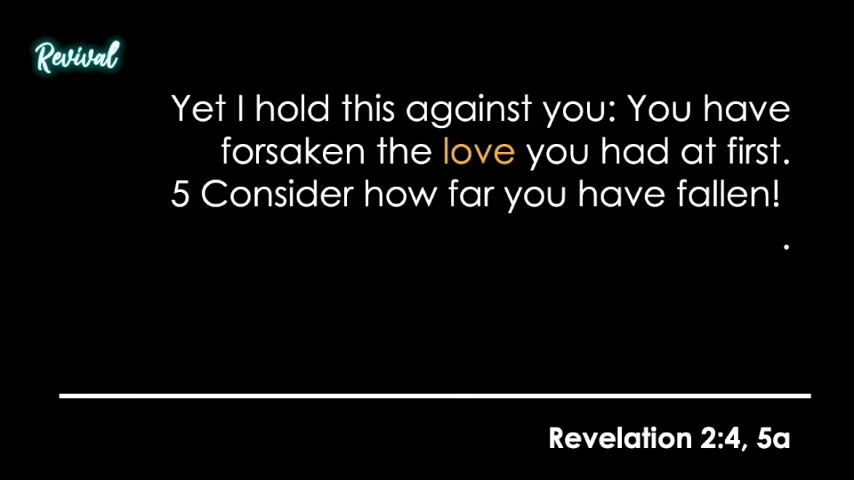 Revival
Yet I hold this against you: You have
forsaken the love you had at first.
5 Consider how far you have fallen!
.
Revelation 2:4, 5a